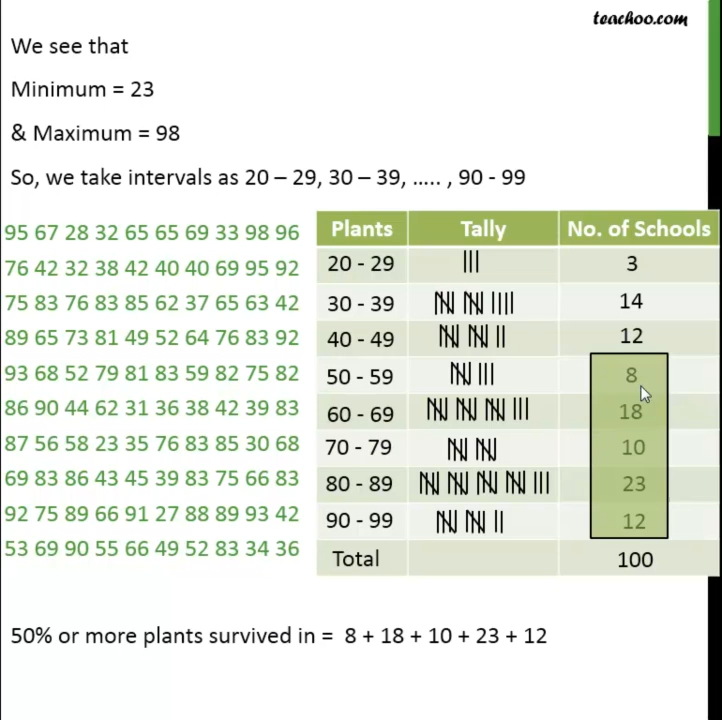 teachoo.com
We see that
Minimum = 23
& Maximum = 98
So, we take intervals as 20 – 29, 30 – 39, ….. , 90 - 99
95 67 28 32 65 65 69 33 98 96
76 42 32 38 42 40 40 69 95 92
75 83 76 83 85 62 37 65 63 42
89 65 73 81 49 52 64 76 83 92
93 68 52 79 81 83 59 82 75 82
86 90 44 62 31 36 38 42 39 83
87 56 58 23 35 76 83 85 30 68
69 83 86 43 45 39 83 75 66 83
92 75 89 66 91 27 88 89 93 42
53 69 90 55 66 49 52 83 34 36
Plants Tally No. of Schools
20 - 29 3
30 - 39 14
40 - 49 12
50 - 59 8
60 - 69 18
70 - 79 10
80 - 89 23
90 - 99 12
Total 100
50% or more plants survived in = 8 + 18 + 10 + 23 + 12